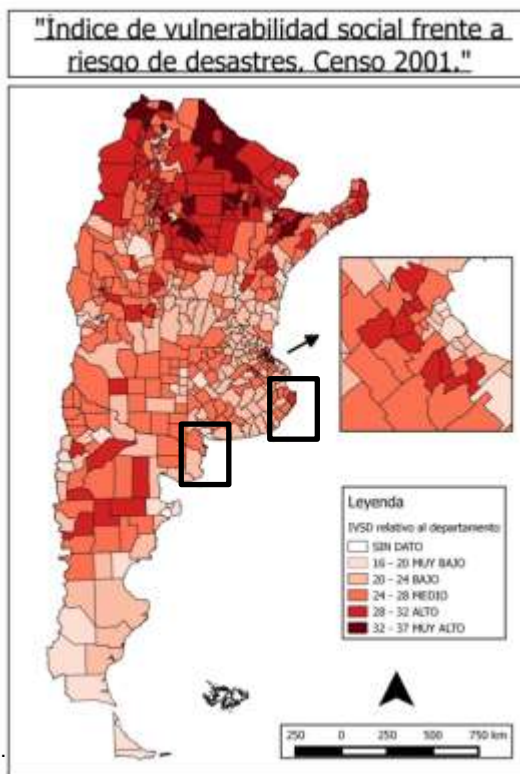 "Índice de vulnerabilidad social frente a
riesgo de desastres. Censo 2001."
Leyenda
IVSD relativo al departamento
SIN DATO
16 - 20 MUY BAJO
20 - 24 BAJO
24 - 28 MEDIO
28 - 32 ALTO
32 - 37 MUY ALTO
250 0 250 500 750 km
.